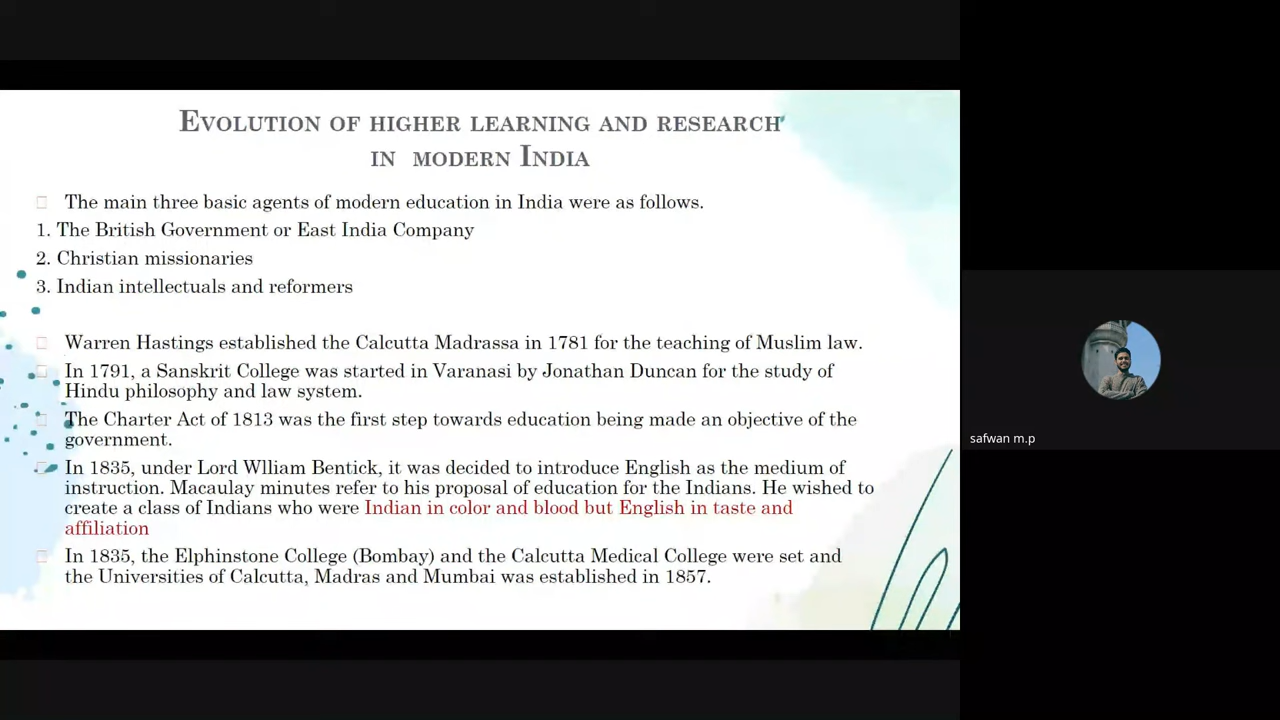 Evolution of higher learning and research
in modern India
The main three basic agents of modern education in India were as follows.
1. The British Government or East India Company
2. Christian missionaries
3. Indian intellectuals and reformers
Warren Hastings established the Calcutta Madrassa in 1781 for the teaching of Muslim law.
In 1791, a Sanskrit College was started in Varanasi by Jonathan Duncan for the study of
Hindu philosophy and law system.
The Charter Act of 1813 was the first step towards education being made an objective of the
government.
In 1835, under Lord Wlliam Bentick, it was decided to introduce English as the medium of
instruction. Macaulay minutes refer to his proposal of education for the Indians. He wished to
create a class of Indians who were Indian in color and blood but English in taste and
affiliation
In 1835, the Elphinstone College (Bombay) and the Calcutta Medical College were set and
the Universities of Calcutta, Madras and Mumbai was established in 1857.
safwan m.p